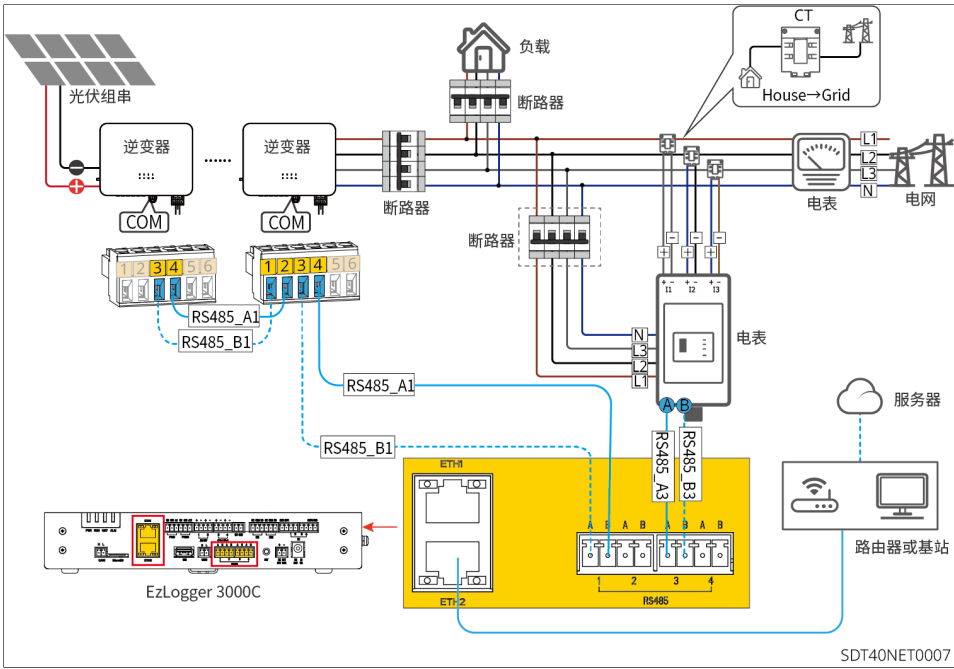 CT
House→Grid
负载
断路器
光伏组串
逆变器
......
逆变器
断路器
L1
L2
L3
N
电表
电网
COM
COM
断路器
1 2 3 4 5 6
1 2 3 4 5 6
RS485_A1
RS485_B1
+ - + - + -
I1 I2 I3
电表
N
L3
L2
L1
RS485_A1
A B
RS485_B1
RS485_A3
RS485_B3
服务器
ETH1
A B A B A B A B
1 2 3 4
RS485
ETH2
路由器或基站
EzLogger 3000C
SDT40NET0007